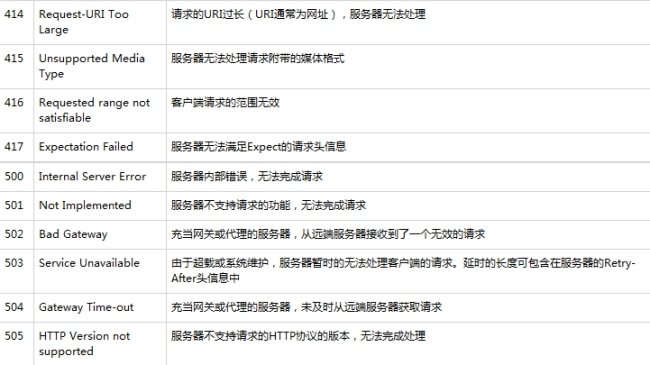 414 Request-URI Too 请求的URI过长（URI通常为网址），服务器无法处理
Large
415 Unsupported Media 服务器无法处理请求附带的媒体格式
Type
416 Requested range not 客户端请求的范围无效
satisfiable
417 Expectation Failed 服务器无法满足Expect的请求头信息
500 Internal Server Error 服务器内部错误，无法完成请求
501 Not Implemented 服务器不支持请求的功能，无法完成请求
502 Bad Gateway 充当网关或代理的服务器，从远端服务器接收到了一个无效的请求
503 Service Unavailable 由于超载或系统维护，服务器暂时的无法处理客户端的请求。延时的长度可包含在服务器的Retry-
After头信息中
504 Gateway Time-out 充当网关或代理的服务器，未及时从远端服务器获取请求
505 HTTP Version not 服务器不支持请求的HTTP协议的版本，无法完成处理
supported